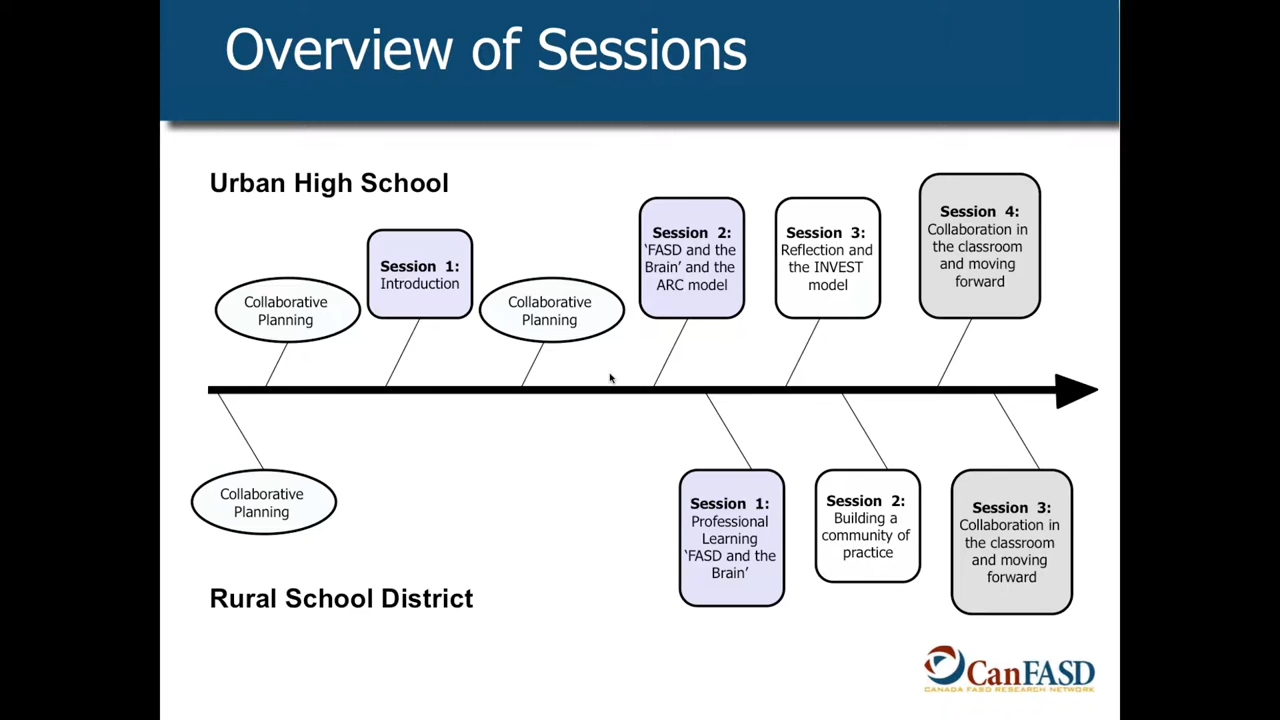 Overview of Sessions
Urban High School
Collaborative
Planning
Session 1:
Introduction
Collaborative
Planning
Session 2:
‘FASD and the
Brain’ and the
ARC model
Session 3:
Reflection and
the INVEST
model
Session 4:
Collaboration in
the classroom
and moving
forward
Collaborative
Planning
Session 1:
Professional
Learning
‘FASD and the
Brain’
Session 2:
Building a
community of
practice
Session 3:
Collaboration in
the classroom
and moving
forward
Rural School District
CanFASD
CANADA FASD RESEARCH NETWORK